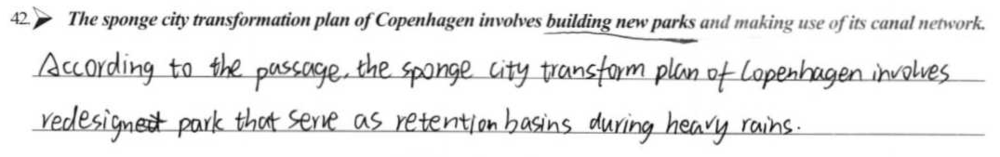 42. The sponge city transformation plan of Copenhagen involves building new parks and making use of its canal network.
According to the passage, the sponge city transform plan of Copenhagen involves
redesigned park that serve as retention basins during heavy rains.